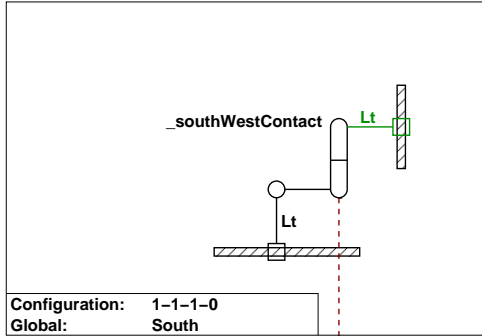 Lt
_southWestContact
Lt
Configuration: 1−1−1−0
Global: South